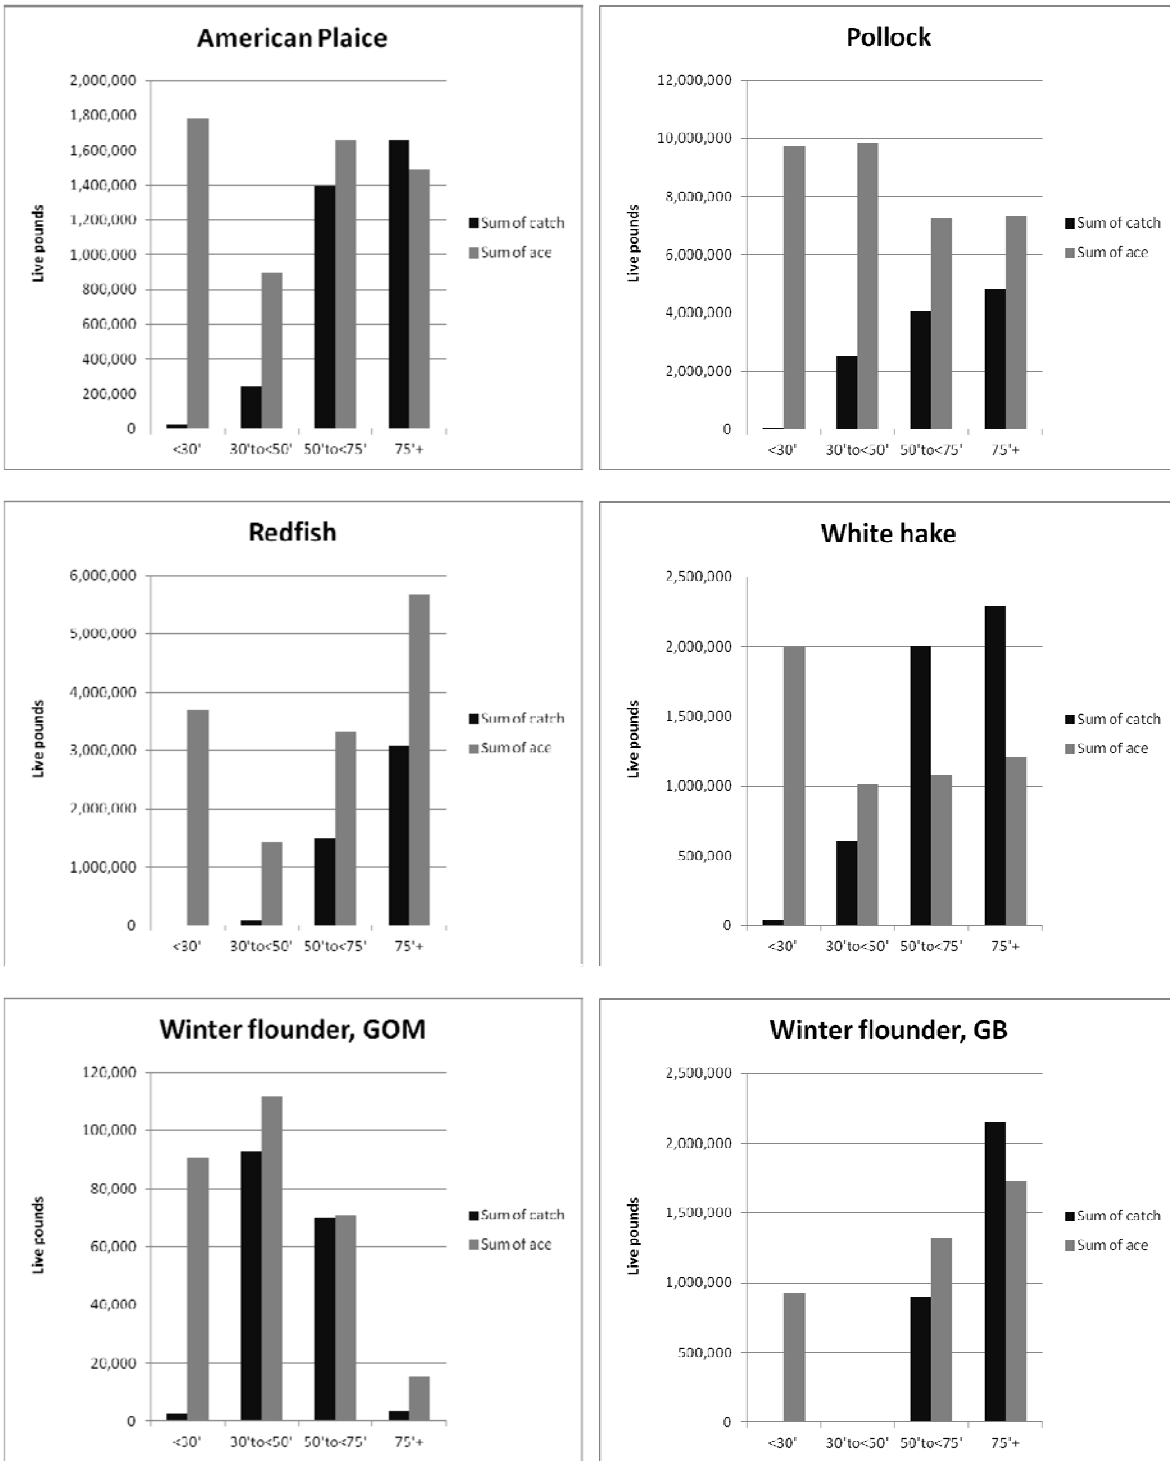 American Plaice
2,000,000
1,800,000
1,600,000
1,400,000
1,200,000
1,000,000
800,000
600,000
400,000
200,000
0
Live pounds
<30' 30'to<50' 50'to<75' 75'+
Sum of catch
Sum of ace
Pollock
12,000,000
10,000,000
8,000,000
6,000,000
4,000,000
2,000,000
0
Live pounds
<30' 30'to<50' 50'to<75' 75'+
Sum of catch
Sum of ace
Redfish
6,000,000
5,000,000
4,000,000
3,000,000
2,000,000
1,000,000
0
Live pounds
<30' 30'to<50' 50'to<75' 75'+
Sum of catch
Sum of ace
White hake
2,500,000
2,000,000
1,500,000
1,000,000
500,000
0
Live pounds
<30' 30'to<50' 50'to<75' 75'+
Sum of catch
Sum of ace
Winter flounder, GOM
120,000
100,000
80,000
60,000
40,000
20,000
0
Live pounds
<30' 30'to<50' 50'to<75' 75'+
Sum of catch
Sum of ace
Winter flounder, GB
2,500,000
2,000,000
1,500,000
1,000,000
500,000
0
Live pounds
<30' 30'to<50' 50'to<75' 75'+
Sum of catch
Sum of ace